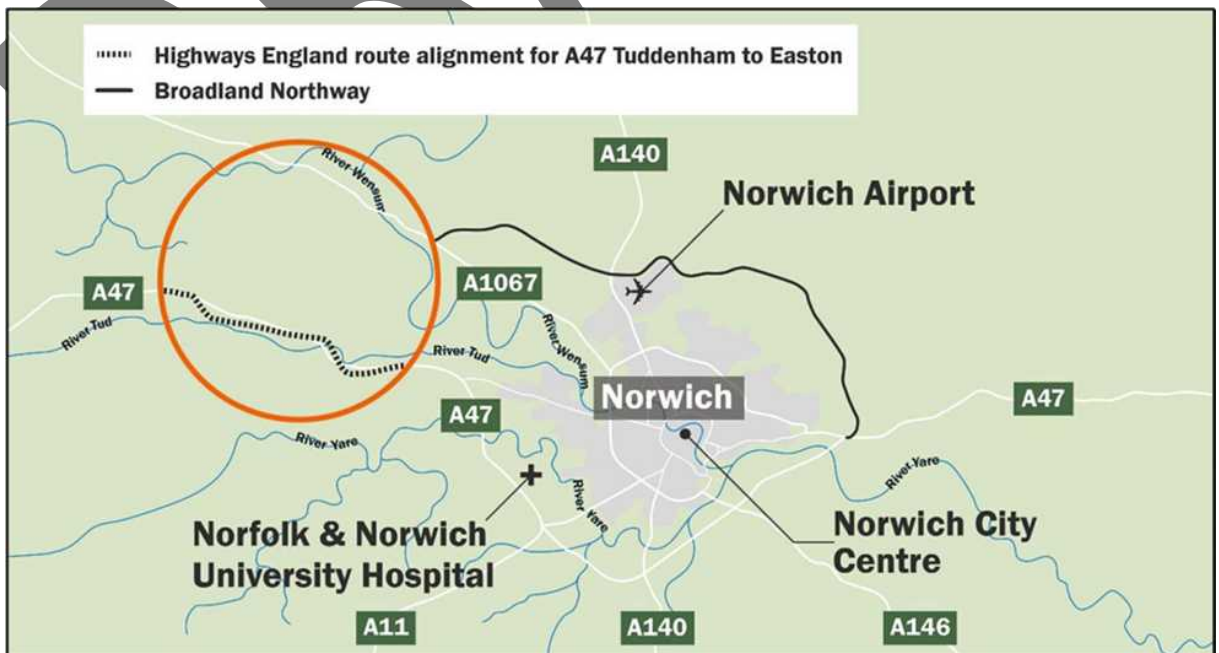 Highways England route alignment for A47 Tuddenham to Easton
Broadland Northway
A140
River Wensum
Norwich Airport
A47
A1067
River Tud
River Wensum
River Tud
Norwich
A47
A47
River Yare
River Yare
River Yare
Norfolk & Norwich
University Hospital
Norwich City
Centre
A11
A140
A146